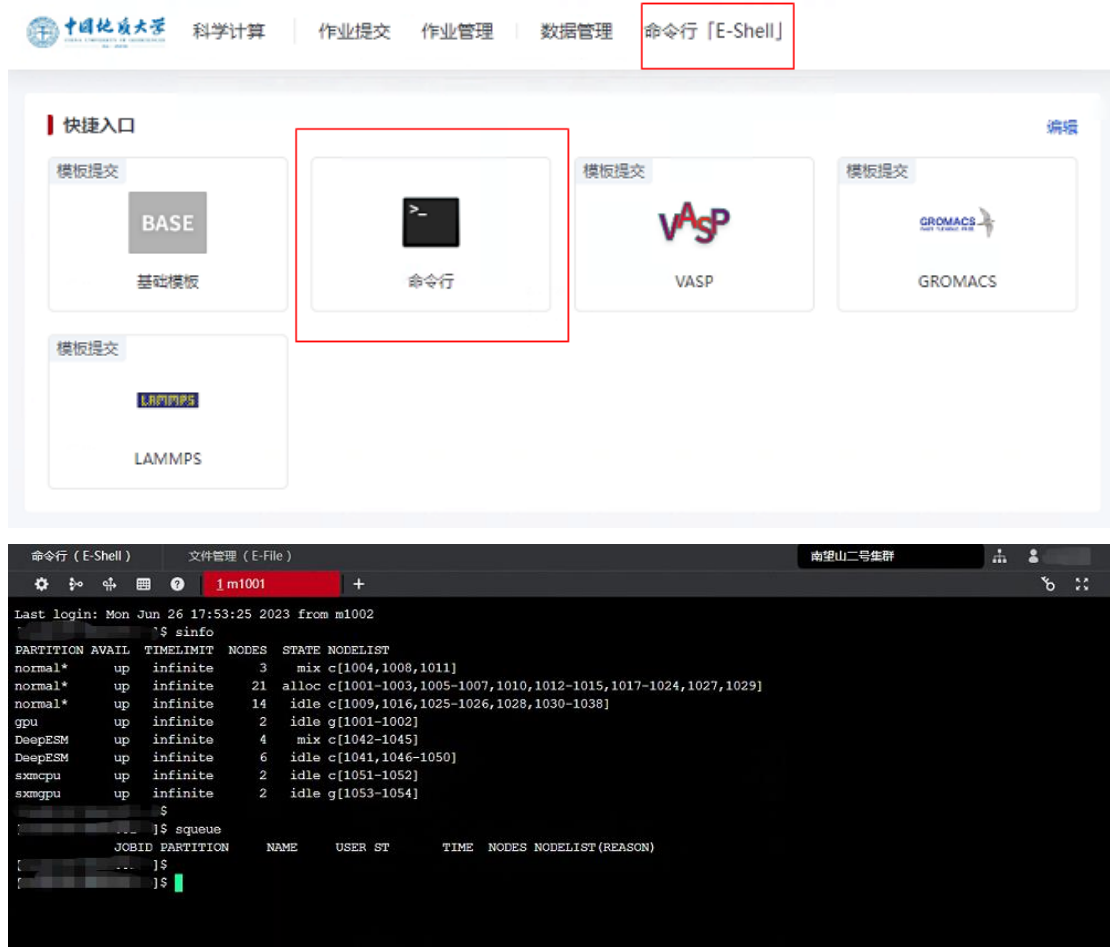 中国地质大学 科学计算 作业提交 作业管理 数据管理 命令行「E-Shell」
快捷入口 编辑
模板提交 模板提交 模板提交
BASE >_ VASP GROMACS
基础模板 命令行 VASP GROMACS
模板提交
LAMMPS
LAMMPS
命令行（E-Shell） 文件管理（E-File） 南望山二号集群
1 m1001 +
Last login: Mon Jun 26 17:53:25 2023 from m1002
]$ sinfo
PARTITION AVAIL TIMELIMIT NODES STATE NODELIST
normal* up infinite 3 mix c[1004,1008,1011]
normal* up infinite 21 alloc c[1001-1003,1005-1007,1010,1012-1015,1017-1024,1027,1029]
normal* up infinite 14 idle c[1009,1016,1025-1026,1028,1030-1038]
gpu up infinite 2 idle g[1001-1002]
DeepESM up infinite 4 mix c[1042-1045]
DeepESM up infinite 6 idle c[1041,1046-1050]
sxmcpu up infinite 2 idle c[1051-1052]
sxmgpu up infinite 2 idle g[1053-1054]
$
]$ squeue
JOBID PARTITION NAME USER ST TIME NODES NODELIST(REASON)
[ ]$
[ ]$